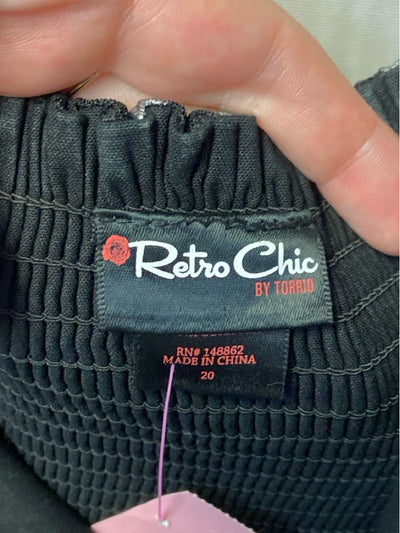 Retro Chic
BY TORRID
RN# 148862
MADE IN CHINA
20